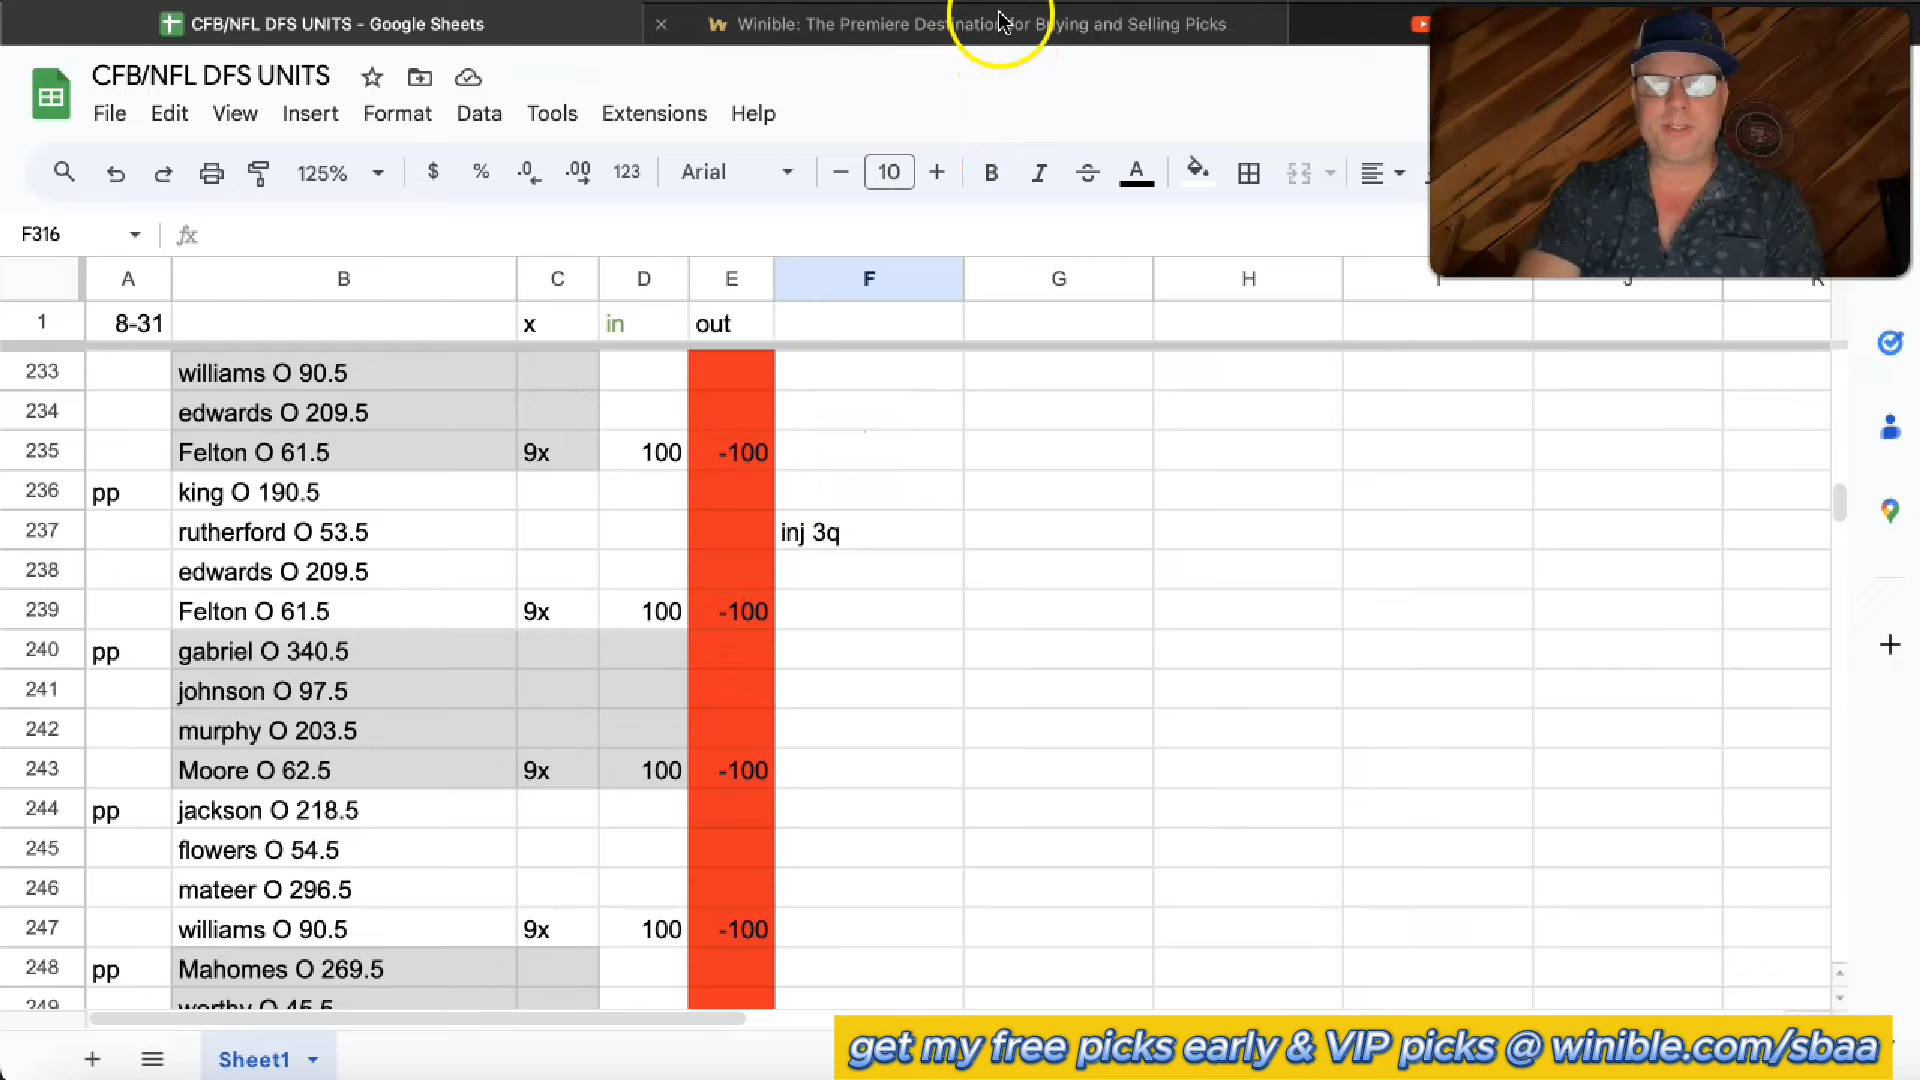 CFB/NFL DFS UNITS - Google Sheets
Winible: The Premiere Destination for Buying and Selling Picks
CFB/NFL DFS UNITS
File Edit View Insert Format Data Tools Extensions Help
125% $ % .0 .00 123 Arial 10 B I S A
F316 fx
A B C D E F G H
1 8-31 x in out
233 williams O 90.5
234 edwards O 209.5
235 Felton O 61.5 9x 100 -100
236 pp king O 190.5
237 rutherford O 53.5 inj 3q
238 edwards O 209.5
239 Felton O 61.5 9x 100 -100
240 pp gabriel O 340.5
241 johnson O 97.5
242 murphy O 203.5
243 Moore O 62.5 9x 100 -100
244 pp jackson O 218.5
245 flowers O 54.5
246 mateer O 296.5
247 williams O 90.5 9x 100 -100
248 pp Mahomes O 269.5
249 worthy O 45.5
Sheet1
get my free picks early & VIP picks @ winible.com/sbaa